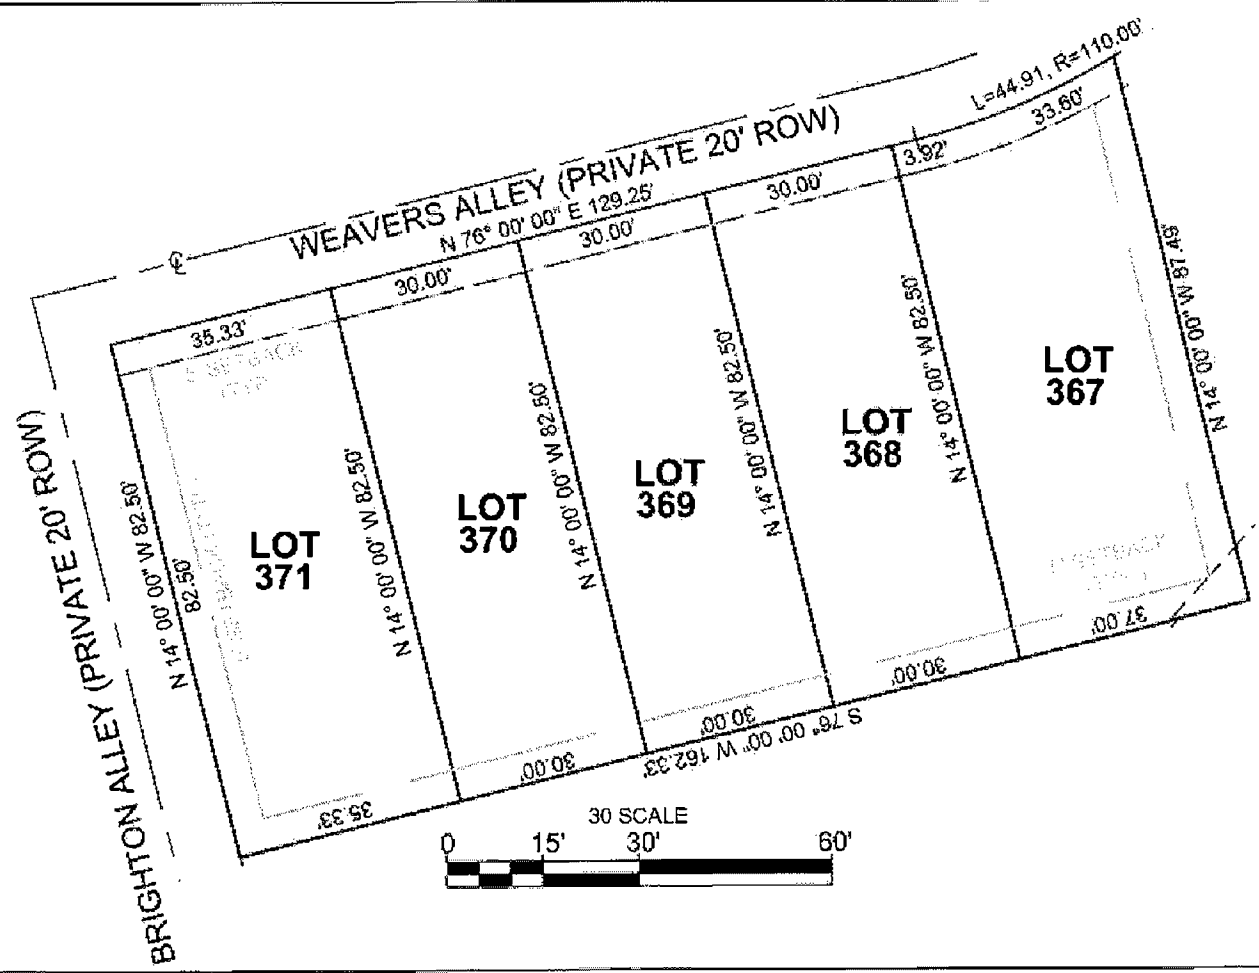 L=44.91, R=110.00'
33.60'
WEAVERS ALLEY (PRIVATE 20' ROW)
N 76° 00' 00" E 129.25'
3.92'
30.00'
30.00'
30.00'
35.33'
SETBACK
N 14° 00' 00" W 87.49'
N 14° 00' 00" W 82.50'
N 14° 00' 00" W 82.50'
N 14° 00' 00" W 82.50'
N 14° 00' 00" W 82.50'
N 14° 00' 00" W 82.50'
82.50'
LOT
367
LOT
368
LOT
369
LOT
370
LOT
371
BRIGHTON ALLEY (PRIVATE 20' ROW)
SETBACK
37.00'
30.00'
30.00'
30.00'
35.33'
S 76° 00' 00" W 162.33'
30 SCALE
0 15' 30' 60'